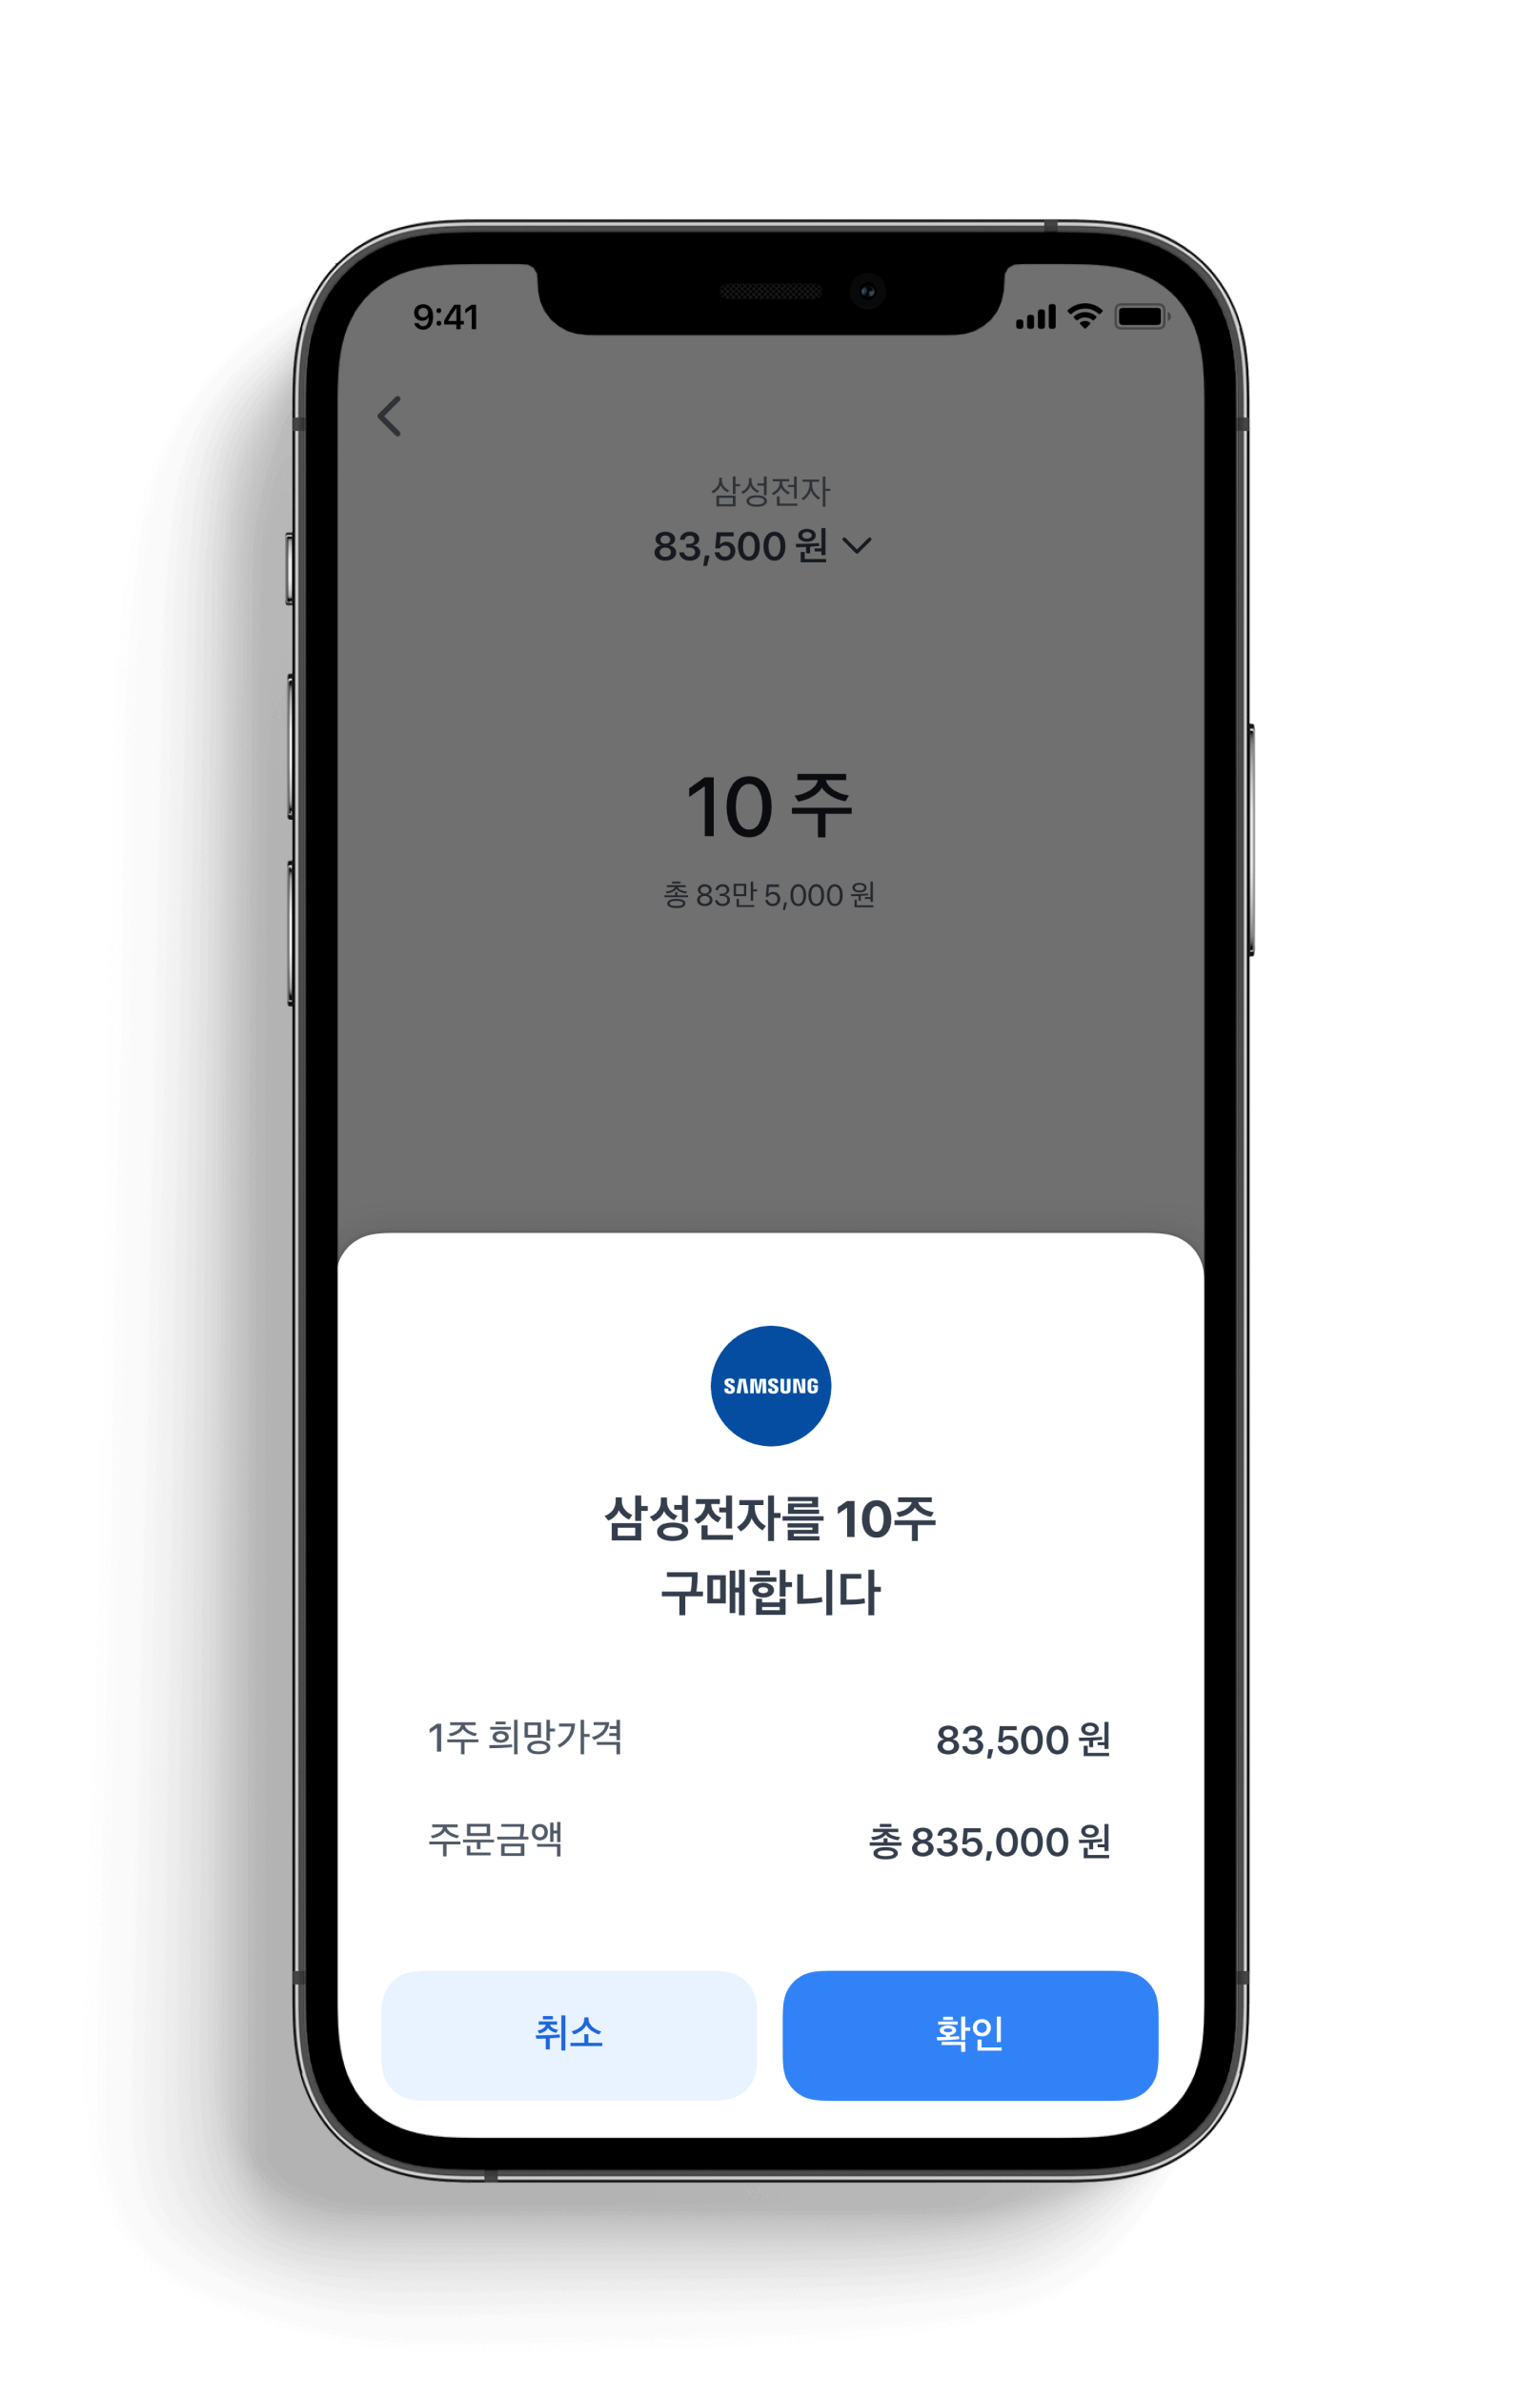 9:41
삼성전자
83,500 원
10 주
총 83만 5,000 원
SAMSUNG
삼성전자를 10주
구매합니다
1주 희망가격 83,500 원
주문금액 총 835,000 원
취소 확인